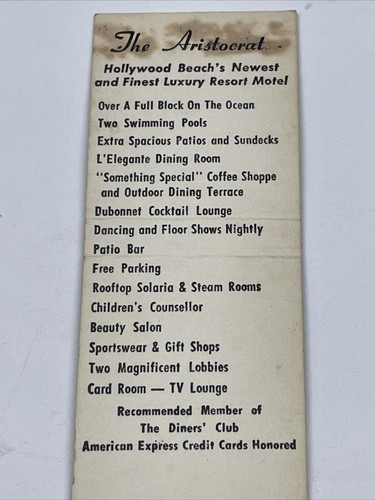 The Aristocrat
Hollywood Beach's Newest
and Finest Luxury Resort Motel
Over A Full Block On The Ocean
Two Swimming Pools
Extra Spacious Patios and Sundecks
L'Elegante Dining Room
"Something Special" Coffee Shoppe
and Outdoor Dining Terrace
Dubonnet Cocktail Lounge
Dancing and Floor Shows Nightly
Patio Bar
Free Parking
Rooftop Solaria & Steam Rooms
Children's Counsellor
Beauty Salon
Sportswear & Gift Shops
Two Magnificent Lobbies
Card Room — TV Lounge
Recommended Member of
The Diners' Club
American Express Credit Cards Honored